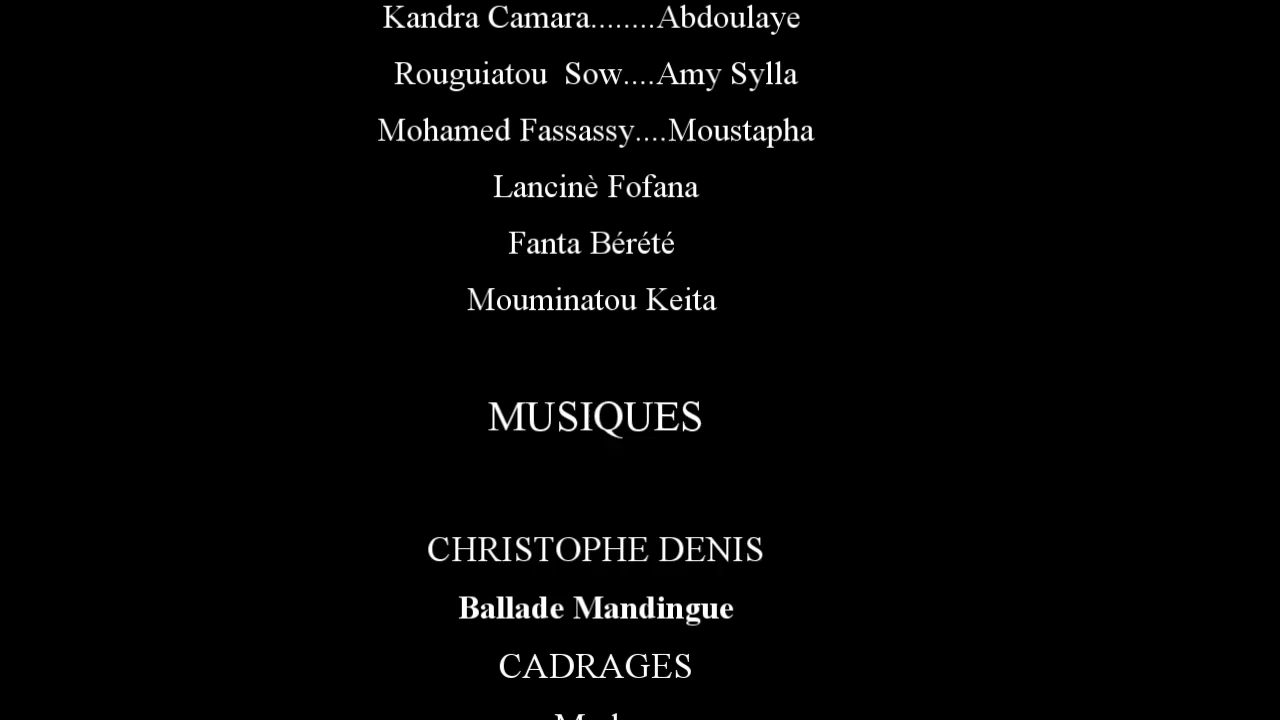 Kandra Camara........Abdoulaye
Rouguiatou  Sow....Amy Sylla
Mohamed Fassassy....Moustapha
Lancinè Fofana
Fanta Bérété
Mouminatou Keita
MUSIQUES
CHRISTOPHE DENIS
Ballade Mandingue
CADRAGES